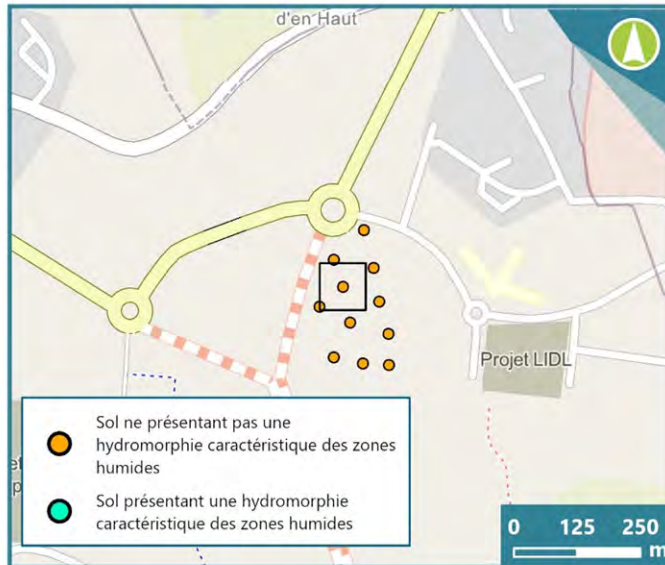 d'en Haut
Projet LIDL
Sol ne présentant pas une
hydromorphie caractéristique des zones
humides
Sol présentant une hydromorphie
caractéristique des zones humides
0 125 250
m